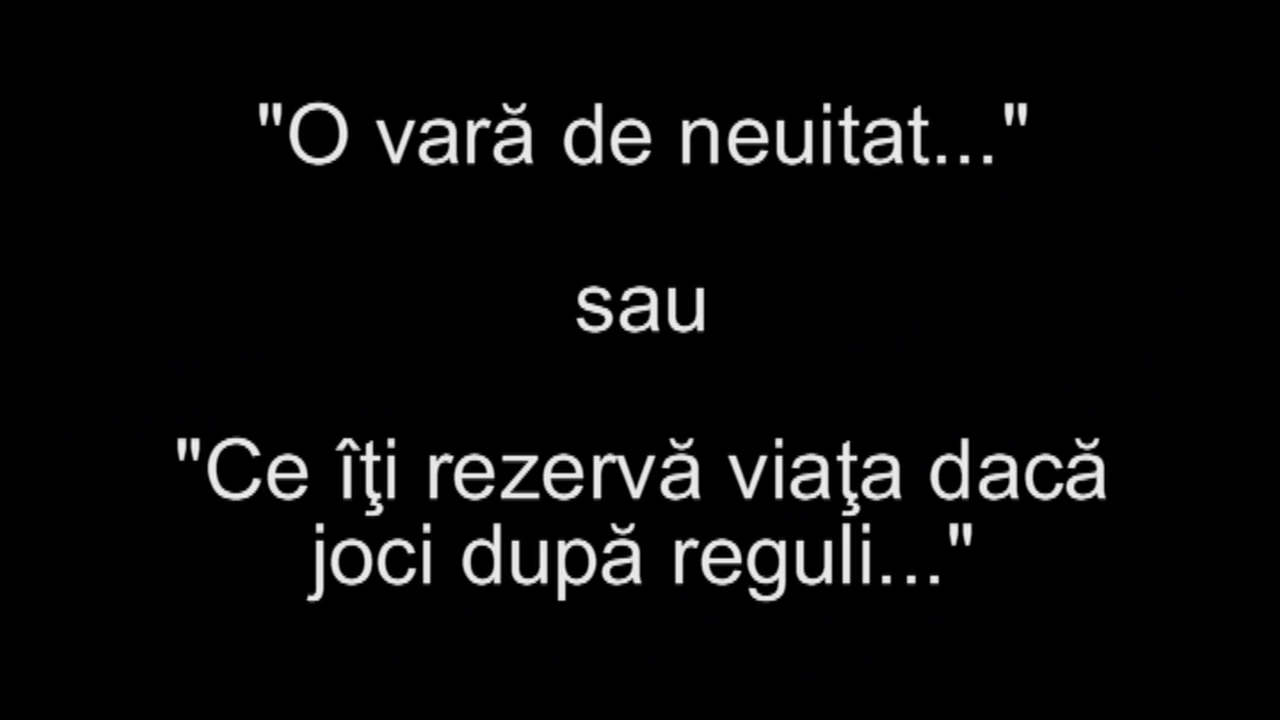 "O vară de neuitat..."
sau
"Ce îţi rezervă viaţa dacă
joci după reguli..."